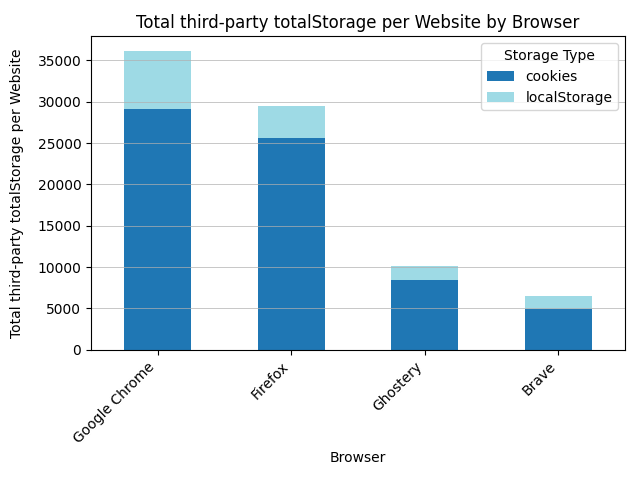 Total third-party totalStorage per Website by Browser
Total third-party totalStorage per Website
35000
30000
25000
20000
15000
10000
5000
0
Storage Type
cookies
localStorage
Google Chrome
Firefox
Ghostery
Brave
Browser